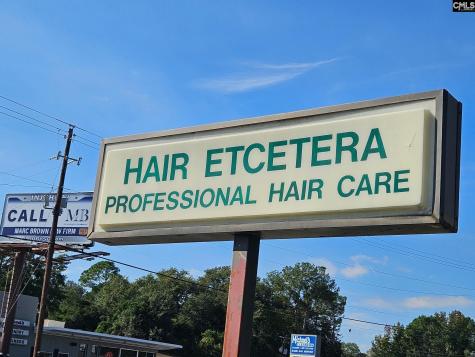 CMLS
HAIR ETCETERA
PROFESSIONAL HAIR CARE
CALL MB
MARC BROWN LAW FIRM